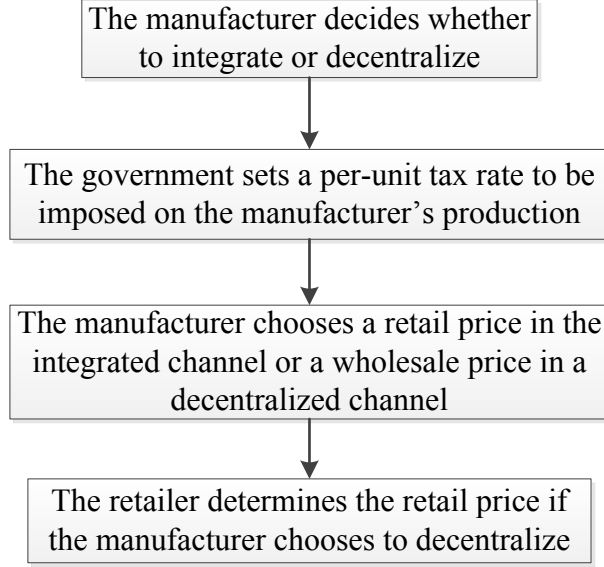 The manufacturer decides whether
to integrate or decentralize
The government sets a per-unit tax rate to be
imposed on the manufacturer’s production
The manufacturer chooses a retail price in the
integrated channel or a wholesale price in a
decentralized channel
The retailer determines the retail price if
the manufacturer chooses to decentralize